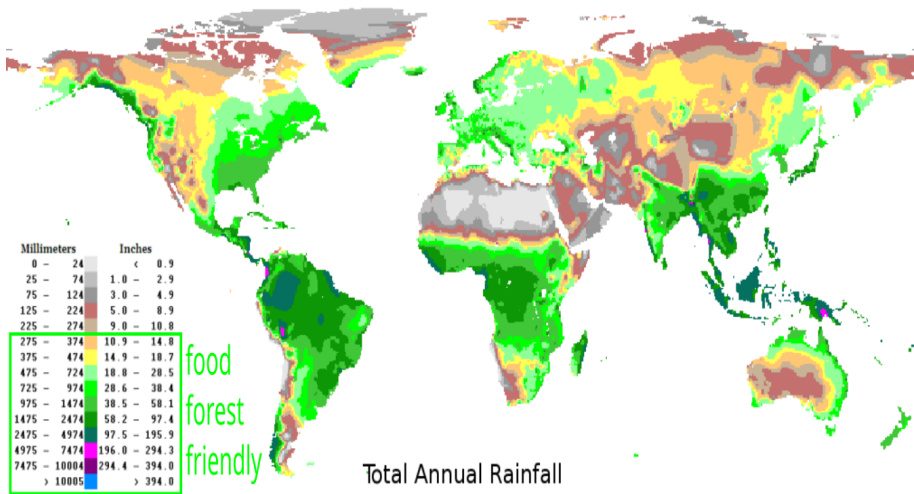 Millimeters Inches
0 - 24 < 0.9
25 - 74 1.0 - 2.9
75 - 124 3.0 - 4.9
125 - 224 5.0 - 8.9
225 - 274 9.0 - 10.8
275 - 374 10.9 - 14.8
375 - 474 14.9 - 18.7
475 - 724 18.8 - 28.5
725 - 974 28.6 - 38.4
975 - 1474 38.5 - 58.1
1475 - 2474 58.2 - 97.4
2475 - 4974 97.5 - 195.9
4975 - 7474 196.0 - 294.3
7475 - 10004 294.4 - 394.0
> 10005 > 394.0
food
forest
friendly
Total Annual Rainfall